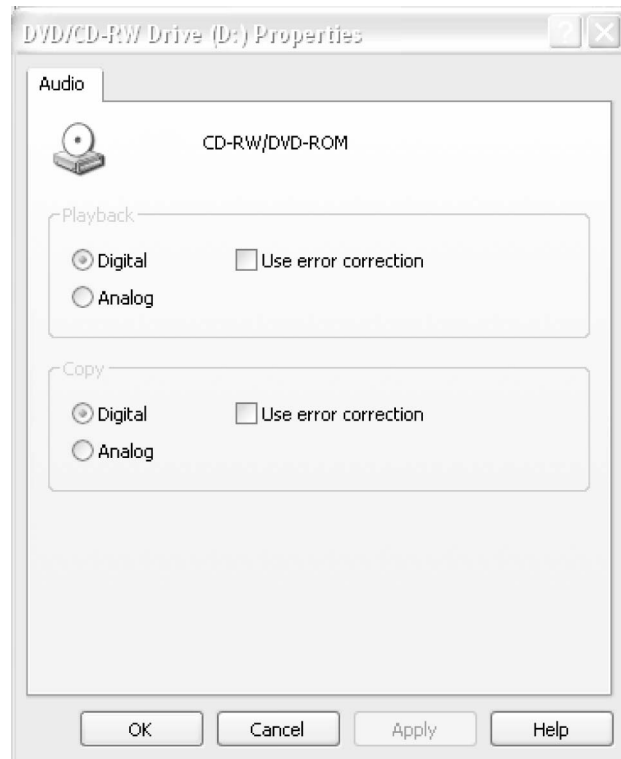 DVD/CD-RW Drive (D:) Properties
Audio
CD-RW/DVD-ROM
Playback
Digital Use error correction
Analog
Copy
Digital Use error correction
Analog
OK Cancel Apply Help